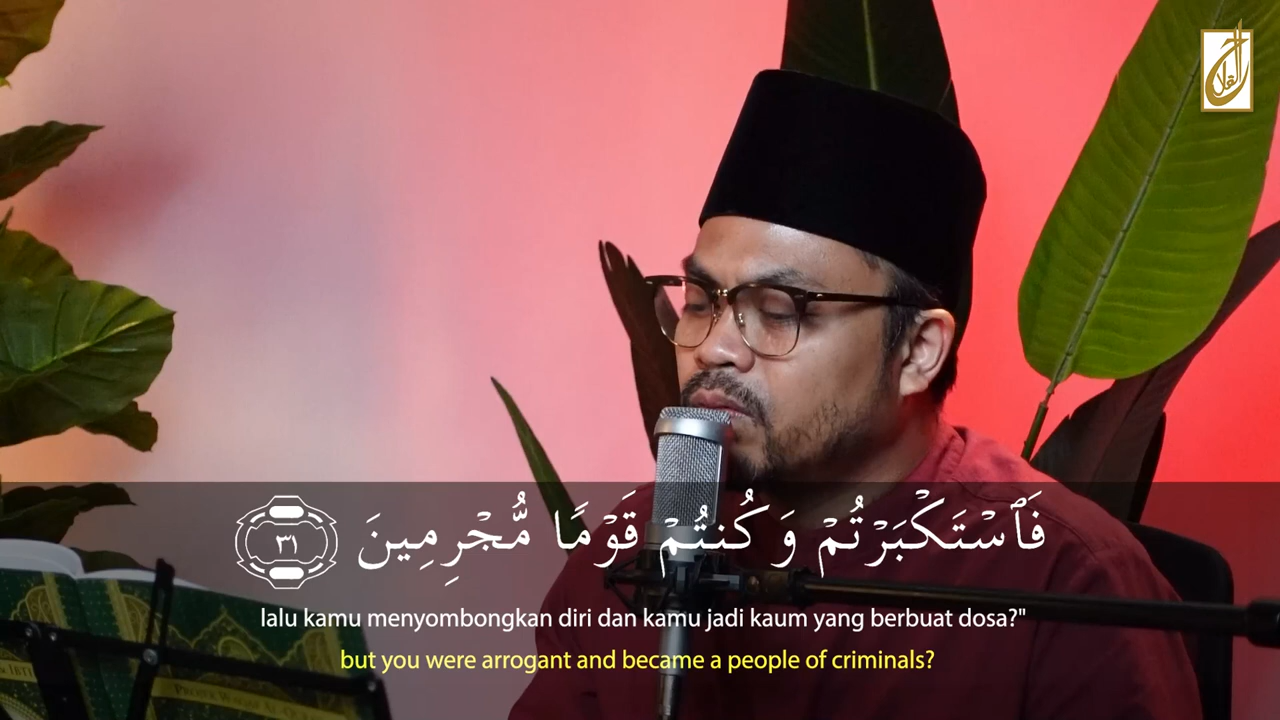 العلا
فَٱسْتَكْبَرْتُمْ وَكُنتُمْ قَوْمًا مُّجْرِمِينَ ٣١
lalu kamu menyombongkan diri dan kamu jadi kaum yang berbuat dosa?"
but you were arrogant and became a people of criminals?